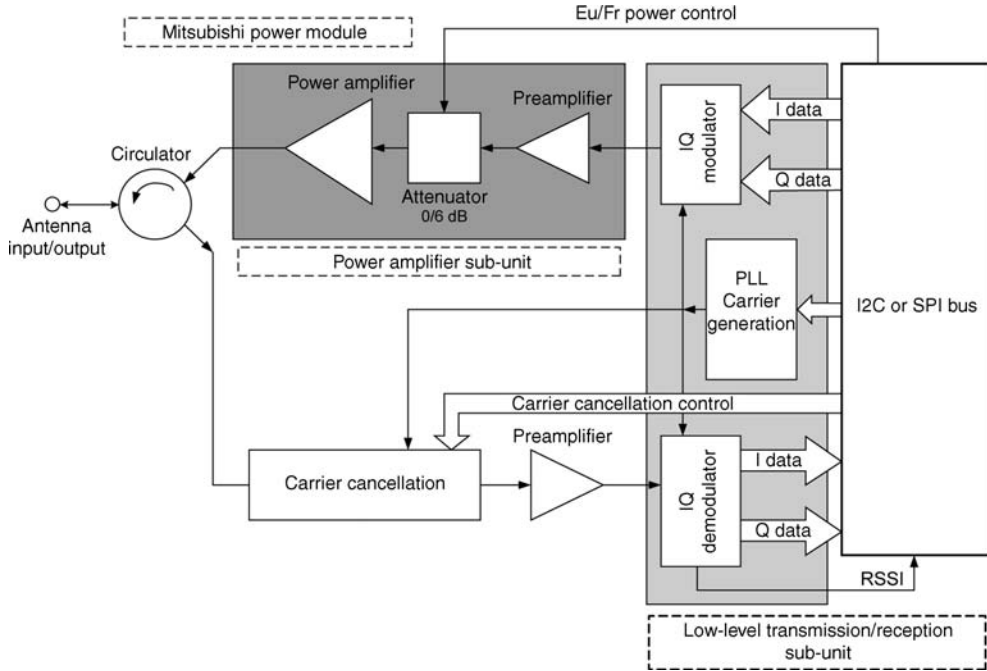 Mitsubishi power module
Eu/Fr power control
Power amplifier
Preamplifier
IQ
modulator
I data
Q data
Circulator
Attenuator
0/6 dB
Antenna
input/output
Power amplifier sub-unit
PLL
Carrier
generation
I2C or SPI bus
Carrier cancellation control
Preamplifier
Carrier cancellation
IQ
demodulator
I data
Q data
RSSI
Low-level transmission/reception
sub-unit